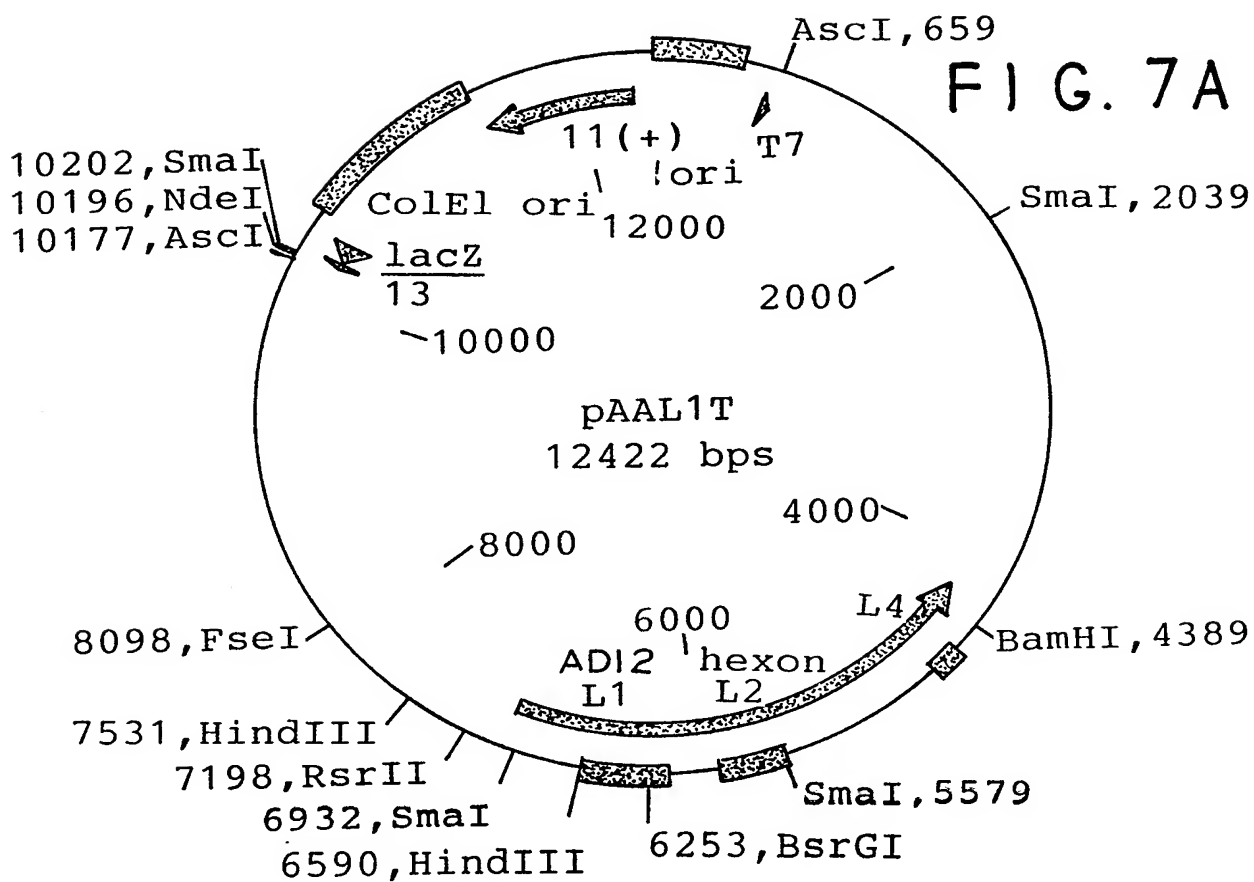 AscI,659
FIG. 7A
T7
11(+)
!ori
10202,SmaI
10196,NdeI
10177,AscI
ColEl ori
12000
SmaI,2039
lacZ
13
2000
10000
pAAL1T
12422 bps
4000
8000
L4
6000
8098,FseI
BamHI,4389
ADI2 hexon
L1
L2
7531,HindIII
7198,RsrII
SmaI,5579
6932,SmaI
6253,BsrGI
6590,HindIII